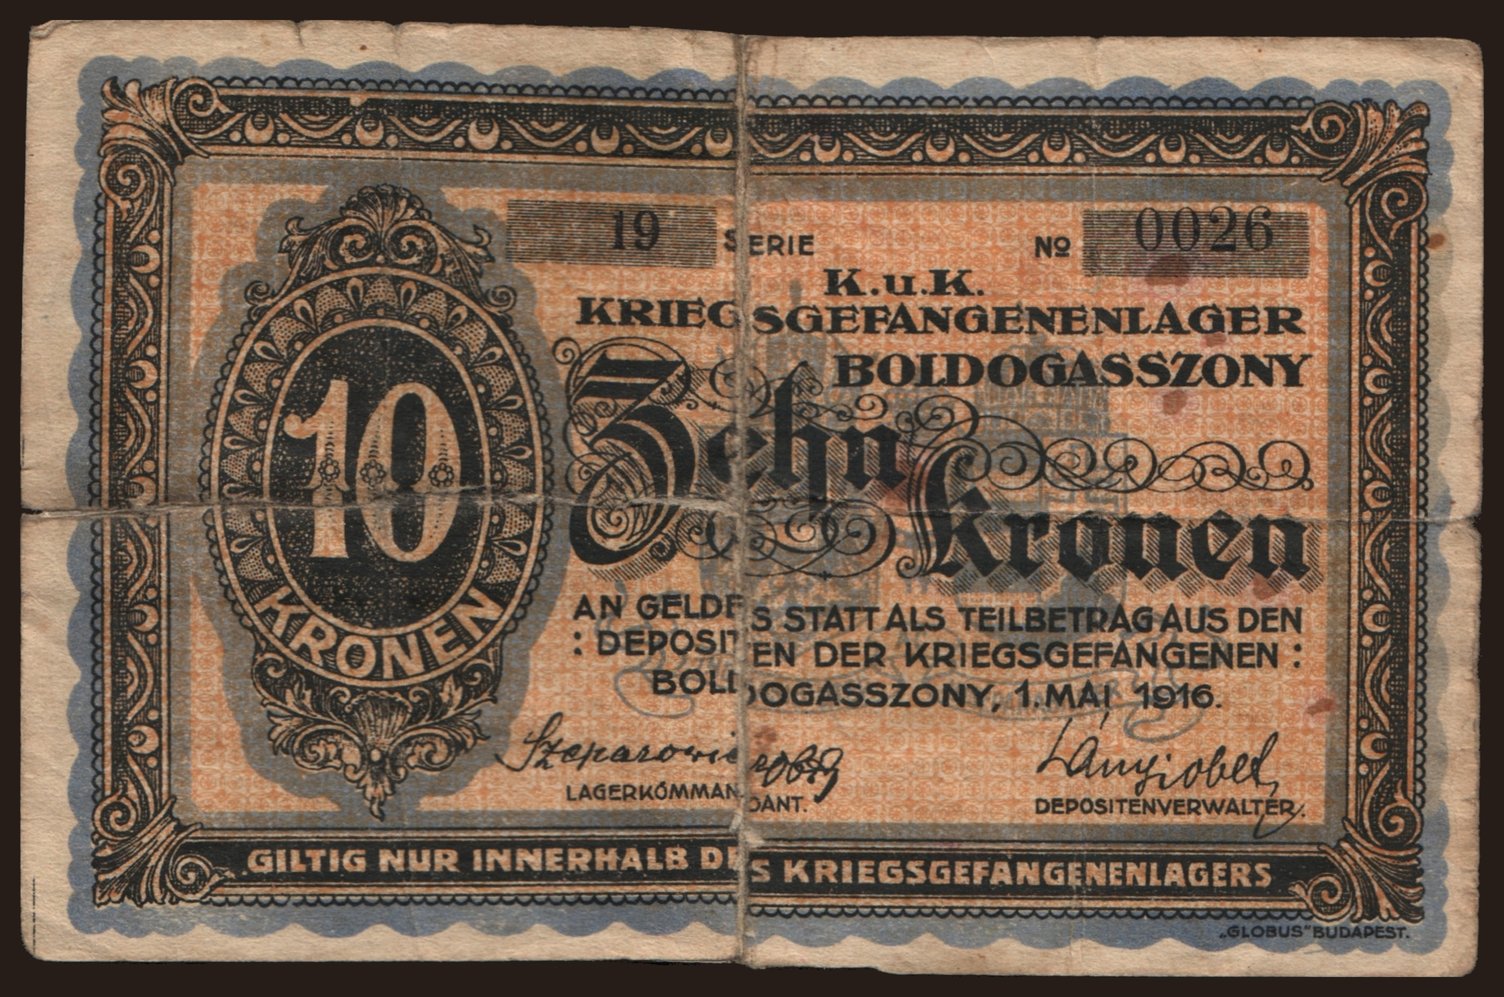 19 SERIE № 0026
K.u.K.
KRIEGSGEFANGENENLAGER
BOLDOGASSZONY
10
KRONEN
Zehn
Kronen
AN GELDES STATT ALS TEILBETRAG AUS DEN
: DEPOSITEN DER KRIEGSGEFANGENEN :
BOLDOGASSZONY, 1. MAI 1916.
LAGERKOMMANDANT.
DEPOSITENVERWALTER.
GILTIG NUR INNERHALB DES KRIEGSGEFANGENENLAGERS
„GLOBUS" BUDAPEST.